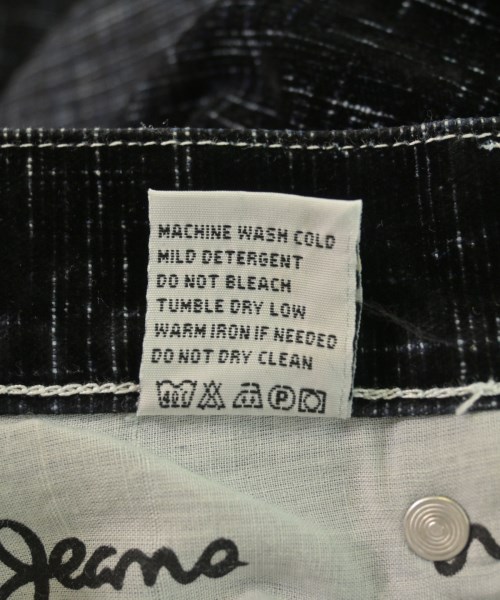 MACHINE WASH COLD
MILD DETERGENT
DO NOT BLEACH
TUMBLE DRY LOW
WARM IRON IF NEEDED
DO NOT DRY CLEAN
P
Jeans